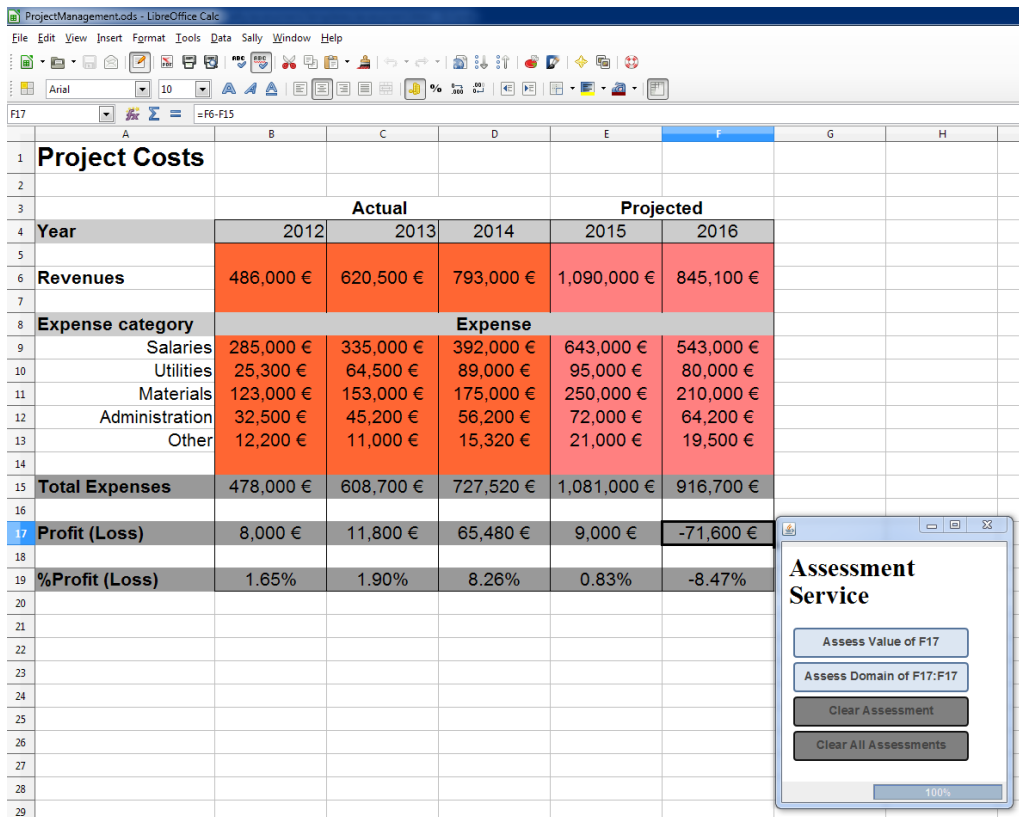 ProjectManagement.ods - LibreOffice Calc
File Edit View Insert Format Tools Data Sally Window Help
Arial 10
F17 =F6-F15
A B C D E F G H
1 Project Costs
2
3 Actual Projected
4 Year 2012 2013 2014 2015 2016
5
6 Revenues 486,000 € 620,500 € 793,000 € 1,090,000 € 845,100 €
7
8 Expense category Expense
9 Salaries 285,000 € 335,000 € 392,000 € 643,000 € 543,000 €
10 Utilities 25,300 € 64,500 € 89,000 € 95,000 € 80,000 €
11 Materials 123,000 € 153,000 € 175,000 € 250,000 € 210,000 €
12 Administration 32,500 € 45,200 € 56,200 € 72,000 € 64,200 €
13 Other 12,200 € 11,000 € 15,320 € 21,000 € 19,500 €
14
15 Total Expenses 478,000 € 608,700 € 727,520 € 1,081,000 € 916,700 €
16
17 Profit (Loss) 8,000 € 11,800 € 65,480 € 9,000 € -71,600 €
18
19 %Profit (Loss) 1.65% 1.90% 8.26% 0.83% -8.47%
20
21
22
23
24
25
26
27
28
29
Assessment
Service
Assess Value of F17
Assess Domain of F17:F17
Clear Assessment
Clear All Assessments
100%